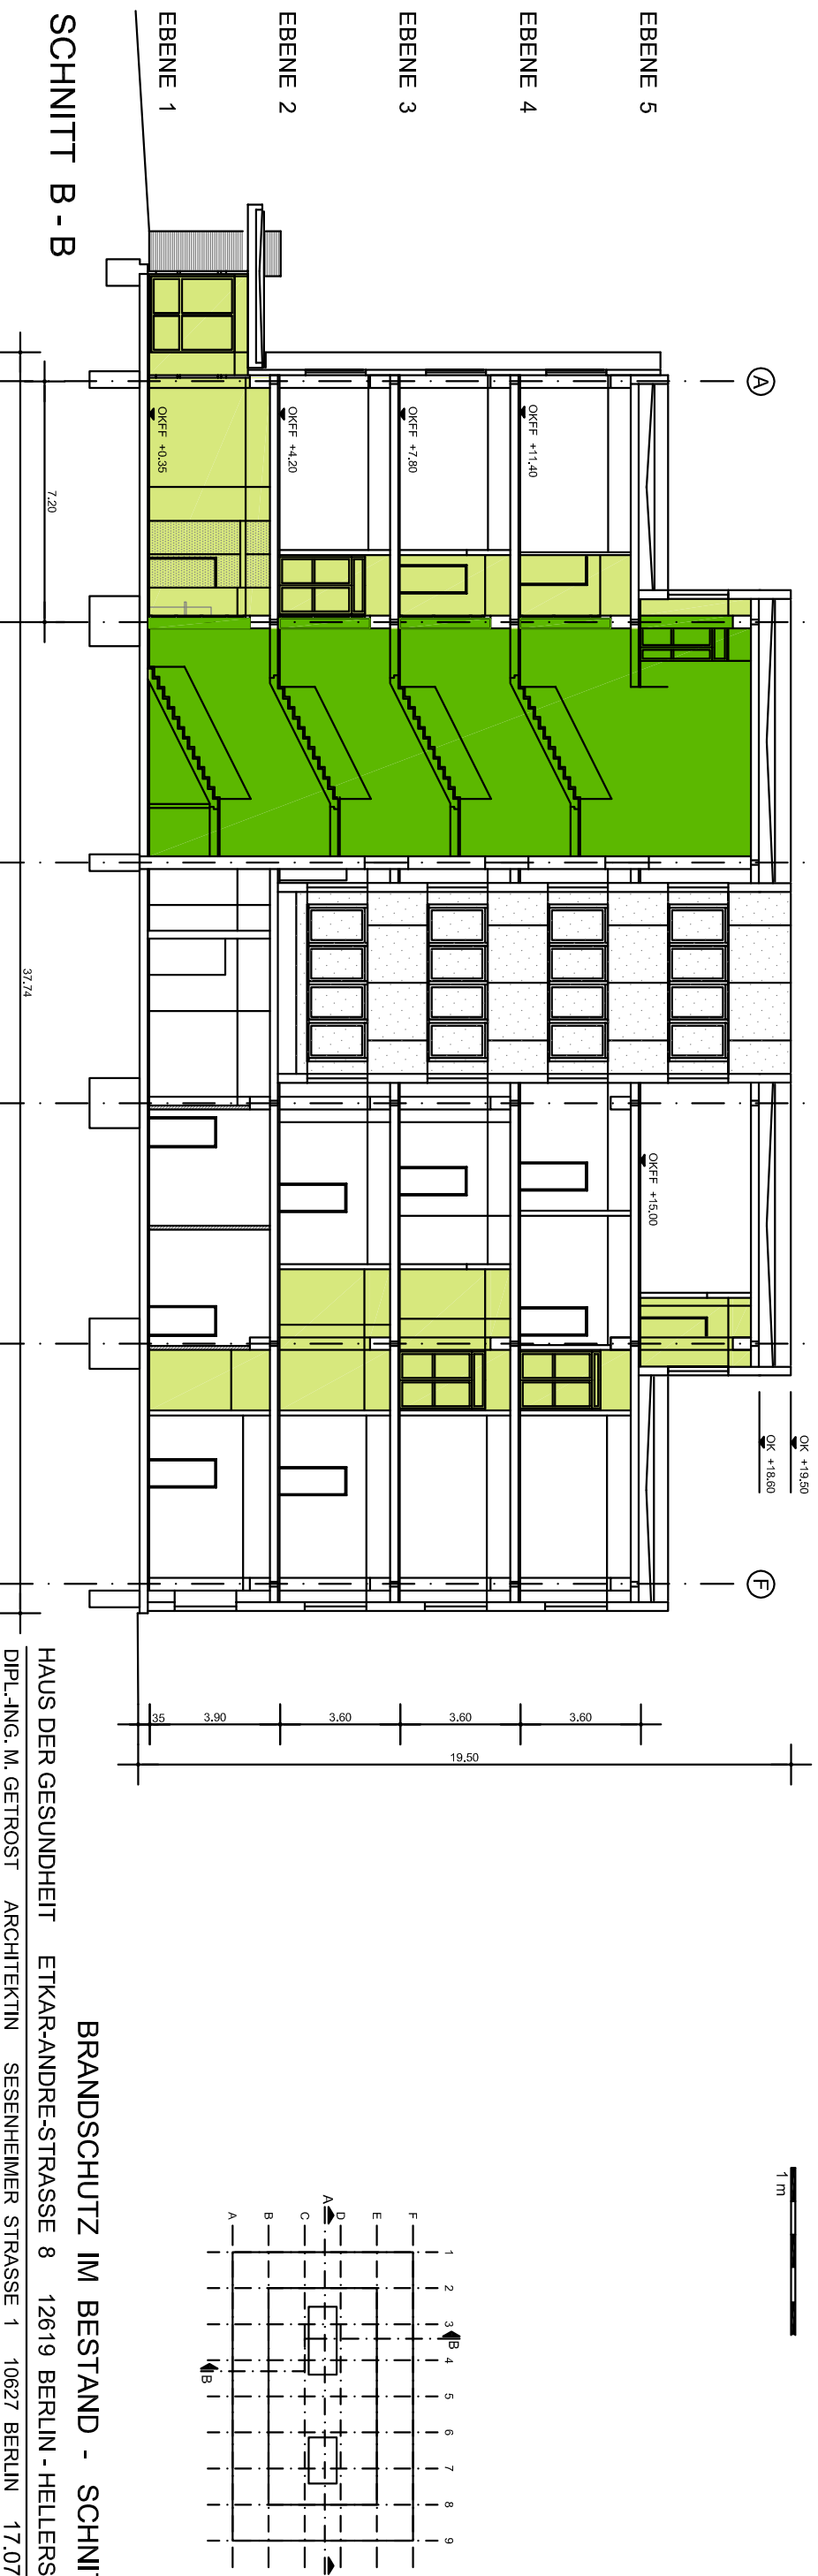 EBENE 5
EBENE 4
EBENE 3
EBENE 2
EBENE 1
SCHNITT B - B
A
F
OKFF +11.40
OKFF +7.80
OKFF +4.20
OKFF +0.35
OKFF +15.00
OK +19.50
OK +18.60
7.20
37.74
35
3.90
3.60
3.60
3.60
19.50
1 m
A
B
C
D
E
F
1
2
3
4
5
6
7
8
9
A
B
B
BRANDSCHUTZ IM BESTAND - SCHNI
HAUS DER GESUNDHEIT ETKAR-ANDRE-STRASSE 8 12619 BERLIN - HELLERS
DIPL.-ING. M. GETROST ARCHITEKTIN SESENHEIMER STRASSE 1 10627 BERLIN 17.07